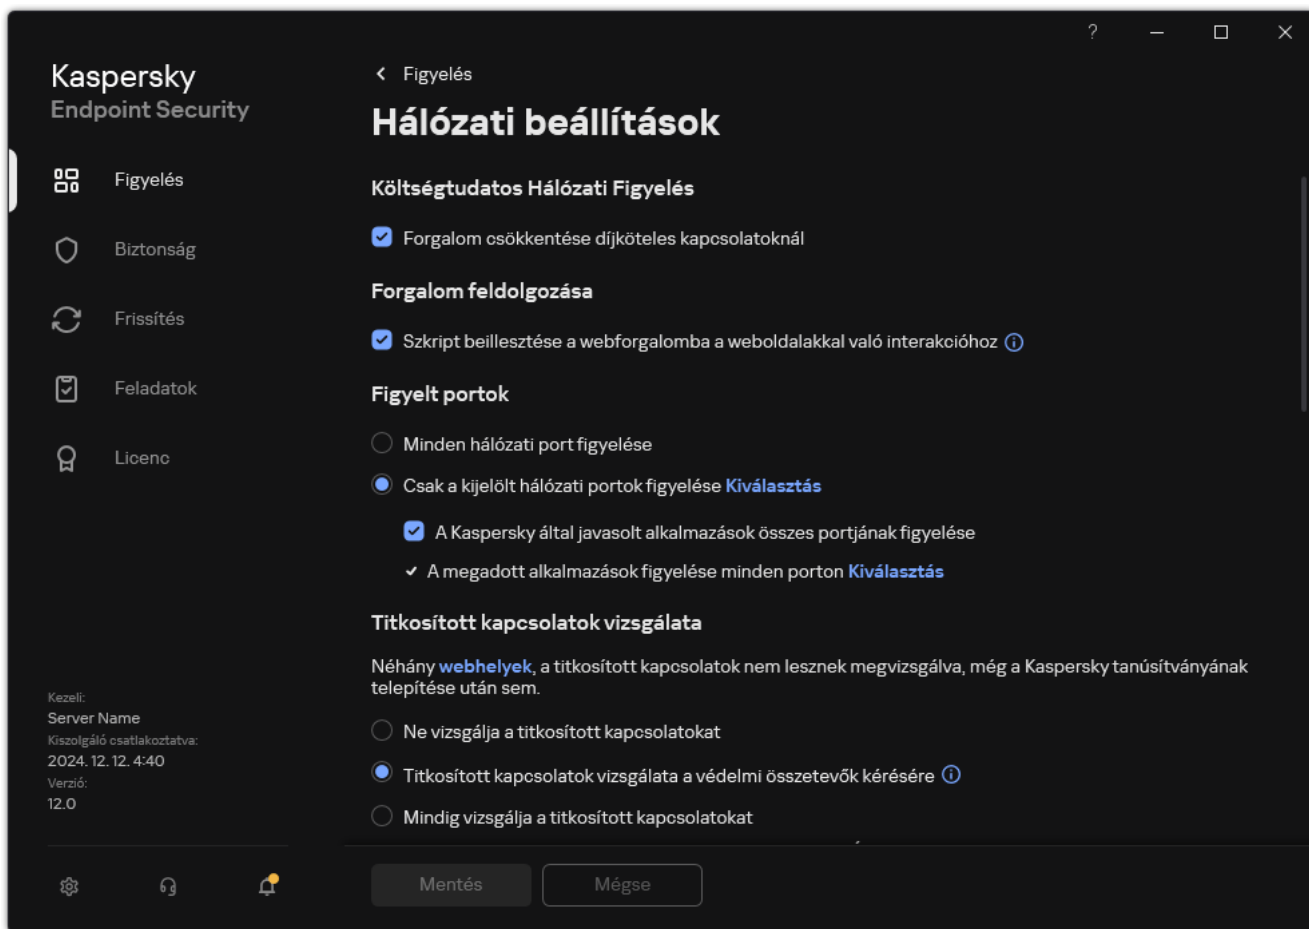 ?
Kaspersky
Endpoint Security
Figyelés
Biztonság
Frissítés
Feladatok
Licenc
Kezeli:
Server Name
Kiszolgáló csatlakoztatva:
2024. 12. 12. 4:40
Verzió:
12.0
Figyelés
Hálózati beállítások
Költségtudatos Hálózati Figyelés
Forgalom csökkentése díjköteles kapcsolatoknál
Forgalom feldolgozása
Szkript beillesztése a webforgalomba a weboldalakkal való interakcióhoz
Figyelt portok
Minden hálózati port figyelése
Csak a kijelölt hálózati portok figyelése Kiválasztás
A Kaspersky által javasolt alkalmazások összes portjának figyelése
A megadott alkalmazások figyelése minden porton Kiválasztás
Titkosított kapcsolatok vizsgálata
Néhány webhelyek, a titkosított kapcsolatok nem lesznek megvizsgálva, még a Kaspersky tanúsítványának
telepítése után sem.
Ne vizsgálja a titkosított kapcsolatokat
Titkosított kapcsolatok vizsgálata a védelmi összetevők kérésére
Mindig vizsgálja a titkosított kapcsolatokat
Mentés
Mégse